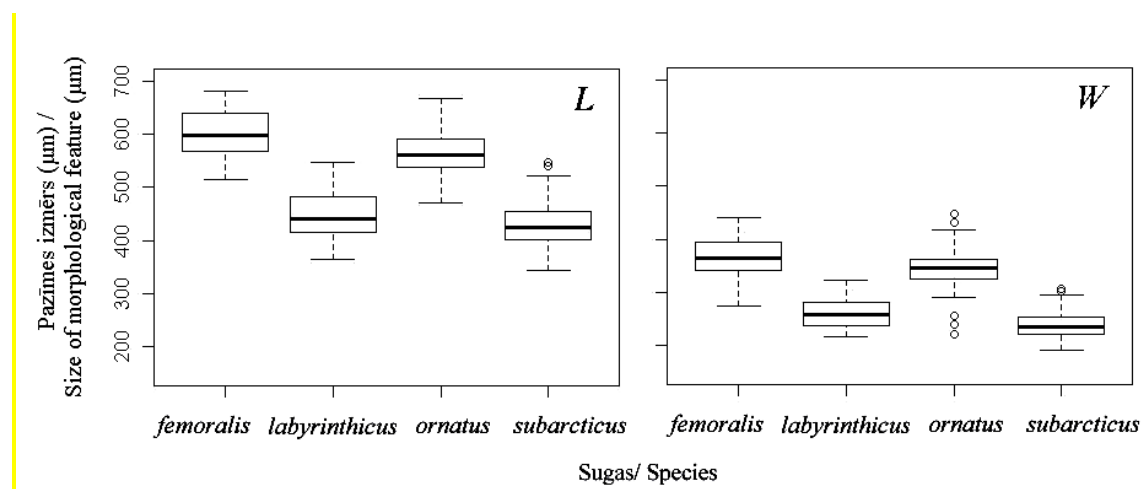 Pazīmes izmērs (µm) /
Size of morphological feature (µm)
700
600
500
400
300
200
L
W
femoralis labyrinthicus ornatus subarcticus
femoralis labyrinthicus ornatus subarcticus
Sugas/ Species